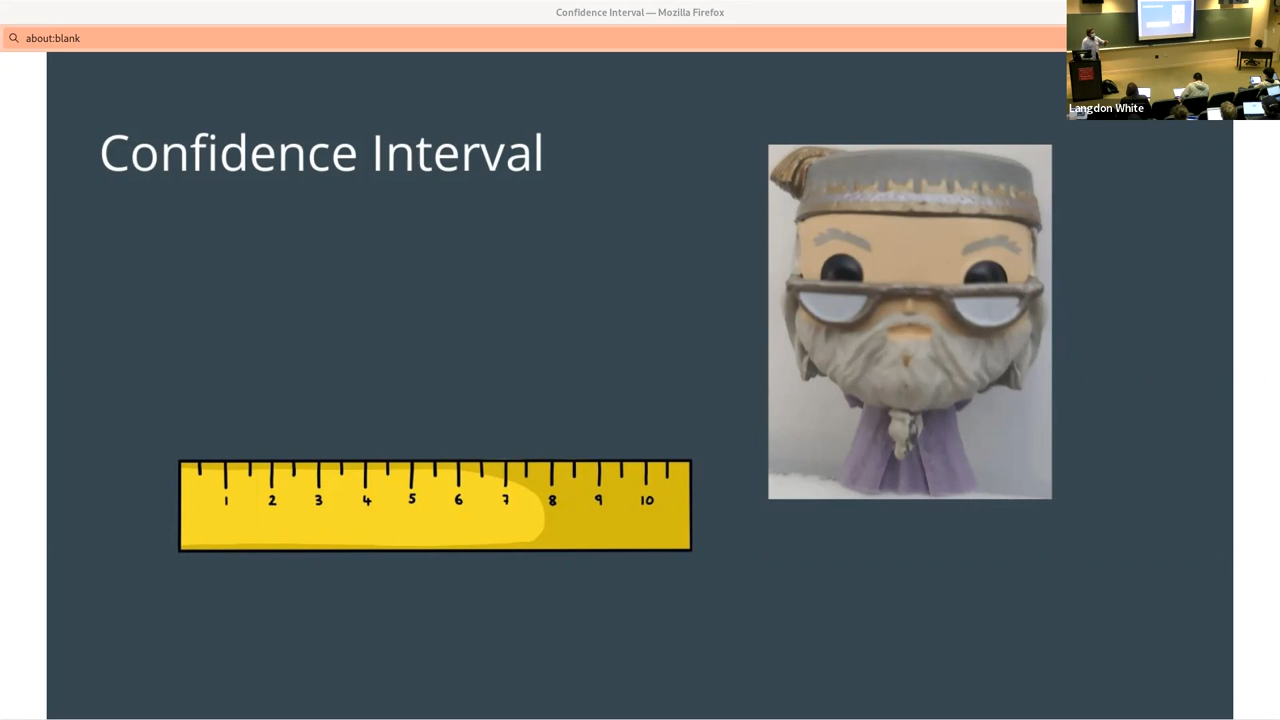 Confidence Interval — Mozilla Firefox
about:blank
Langdon White
Confidence Interval
1 2 3 4 5 6 7 8 9 10